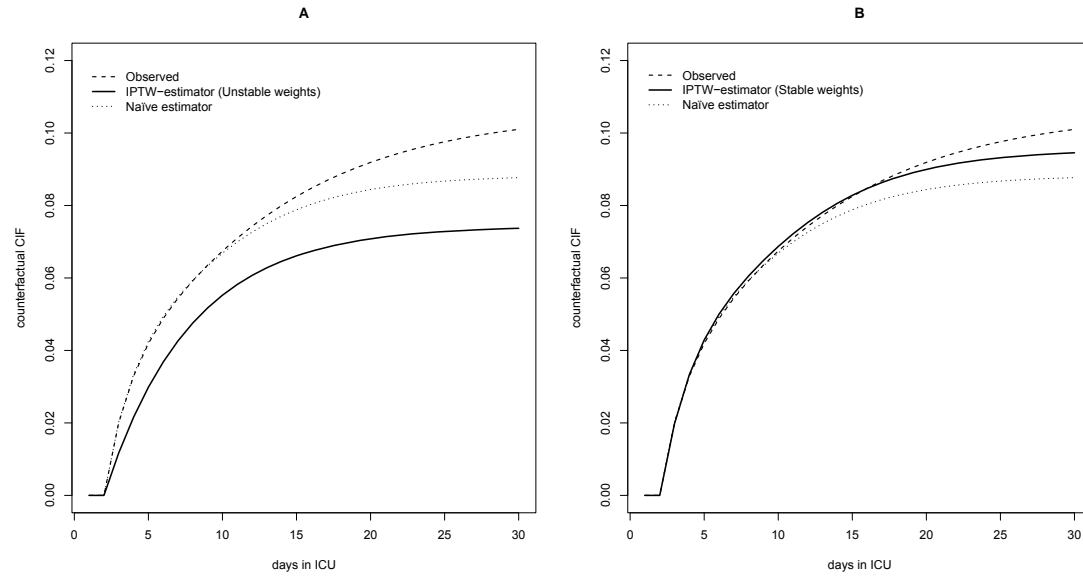 A
Observed
IPTW−estimator (Unstable weights)
Naïve estimator
0.12
0.10
0.08
0.06
0.04
0.02
0.00
counterfactual CIF
0 5 10 15 20 25 30
days in ICU
B
Observed
IPTW−estimator (Stable weights)
Naïve estimator
0.12
0.10
0.08
0.06
0.04
0.02
0.00
counterfactual CIF
0 5 10 15 20 25 30
days in ICU